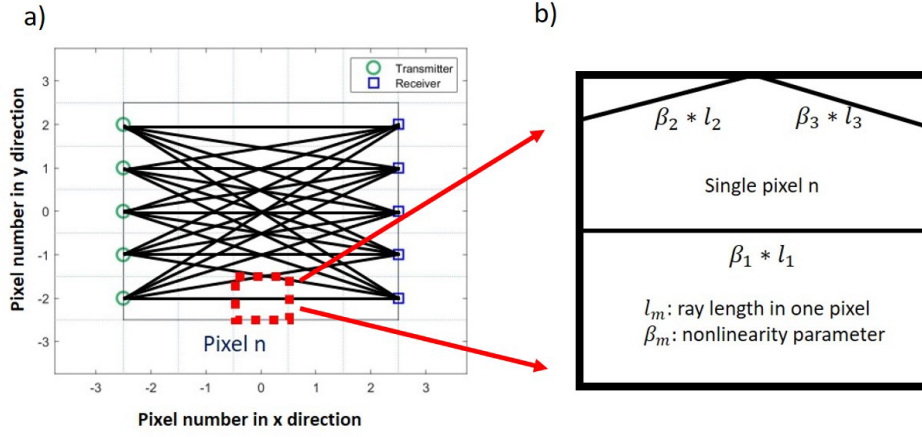 a)
Transmitter
Receiver
3
2
1
0
-1
-2
-3
Pixel number in y direction
-3
-2
-1
0
1
2
3
Pixel n
Pixel number in x direction
b)
β₂ * l₂
β₃ * l₃
Single pixel n
β₁ * l₁
lₘ: ray length in one pixel
βₘ: nonlinearity parameter